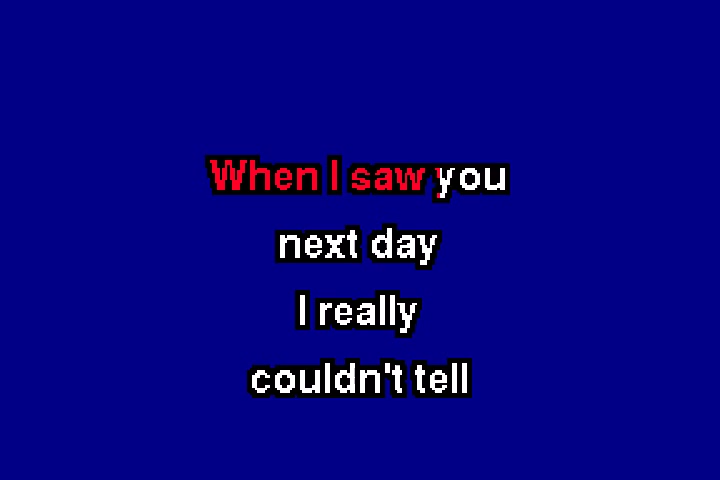 When I saw you
next day
I really
couldn't tell